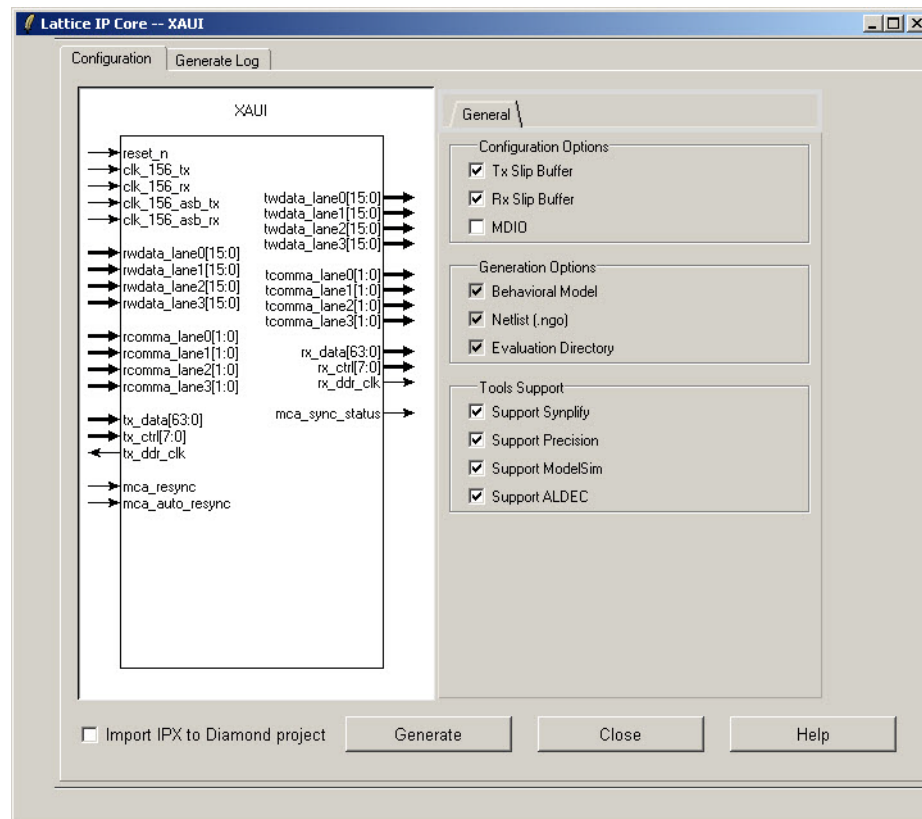 Lattice IP Core -- XAUI
Configuration
Generate Log
XAUI
reset_n
clk_156_tx
clk_156_rx
clk_156_asb_tx
clk_156_asb_rx
rwdata_lane0[15:0]
rwdata_lane1[15:0]
rwdata_lane2[15:0]
rwdata_lane3[15:0]
rcomma_lane0[1:0]
rcomma_lane1[1:0]
rcomma_lane2[1:0]
rcomma_lane3[1:0]
tx_data[63:0]
tx_ctrl[7:0]
tx_ddr_clk
mca_resync
mca_auto_resync
twdata_lane0[15:0]
twdata_lane1[15:0]
twdata_lane2[15:0]
twdata_lane3[15:0]
tcomma_lane0[1:0]
tcomma_lane1[1:0]
tcomma_lane2[1:0]
tcomma_lane3[1:0]
rx_data[63:0]
rx_ctrl[7:0]
rx_ddr_clk
mca_sync_status
General
Configuration Options
Tx Slip Buffer
Rx Slip Buffer
MDIO
Generation Options
Behavioral Model
Netlist (.ngo)
Evaluation Directory
Tools Support
Support Synplify
Support Precision
Support ModelSim
Support ALDEC
Import IPX to Diamond project
Generate
Close
Help